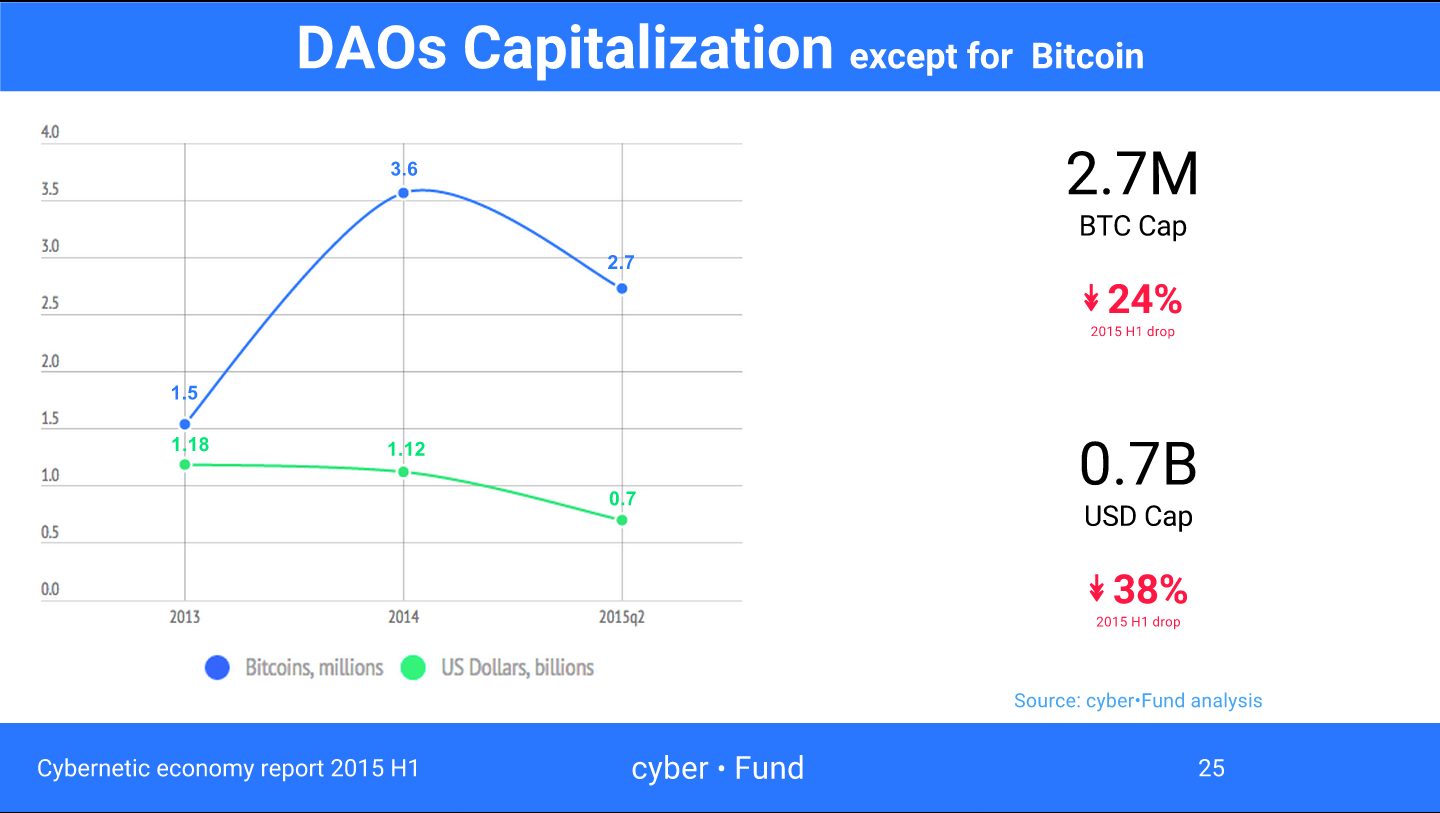 DAOs Capitalization except for Bitcoin
4.0
3.5
3.0
2.5
2.0
1.5
1.0
0.5
0.0
3.6
2.7
1.5
1.18
1.12
0.7
2013 2014 2015q2
Bitcoins, millions US Dollars, billions
2.7M
BTC Cap
↡24%
2015 H1 drop
0.7B
USD Cap
↡38%
2015 H1 drop
Source: cyber•Fund analysis
Cybernetic economy report 2015 H1 cyber • Fund 25